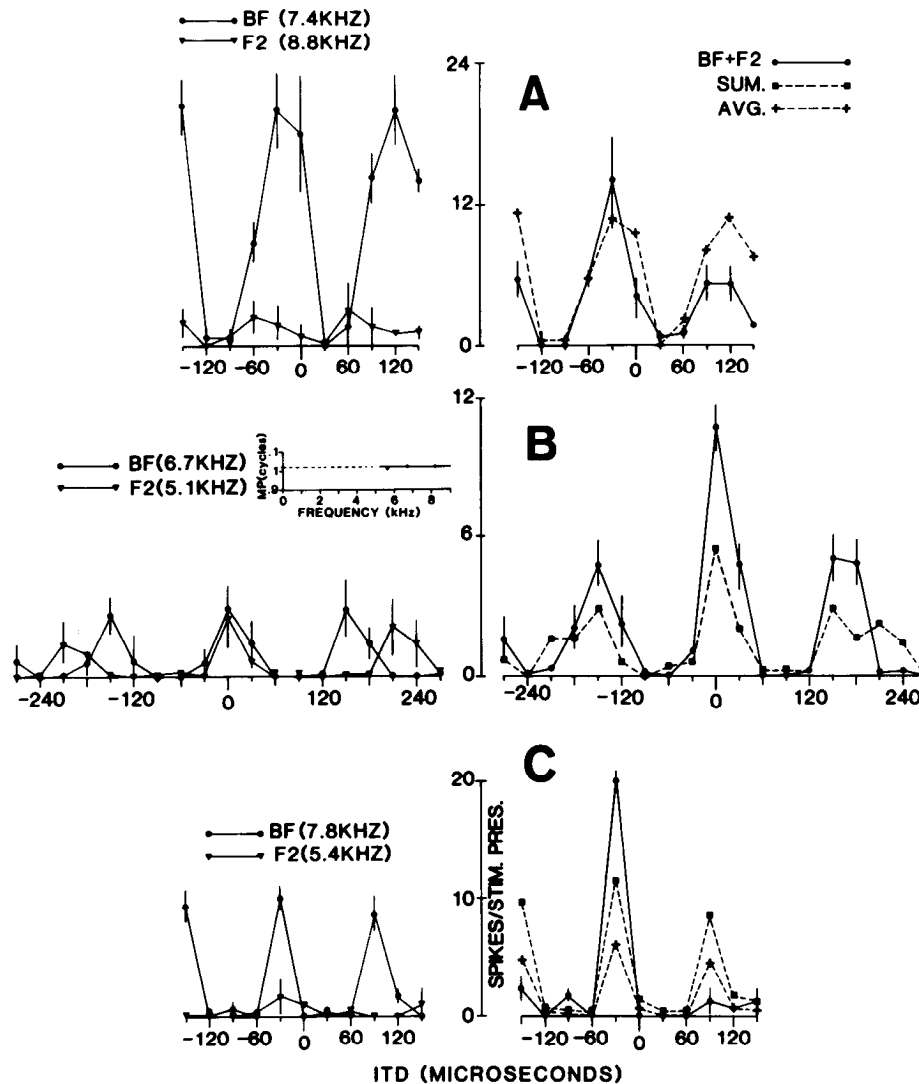 BF (7.4KHZ)
F2 (8.8KHZ)
24
12
0
A
BF+F2
SUM.
AVG.
-120 -60 0 60 120
-120 -60 0 60 120
BF(6.7KHZ)
F2(5.1KHZ)
MP(cycles)
.1
.1
.9
0 2 4 6 8
FREQUENCY (kHz)
12
6
0
B
-240 -120 0 120 240
-240 -120 0 120 240
BF(7.8KHZ)
F2(5.4KHZ)
20
10
0
SPIKES/STIM. PRES.
C
-120 -60 0 60 120
-120 -60 0 60 120
ITD (MICROSECONDS)